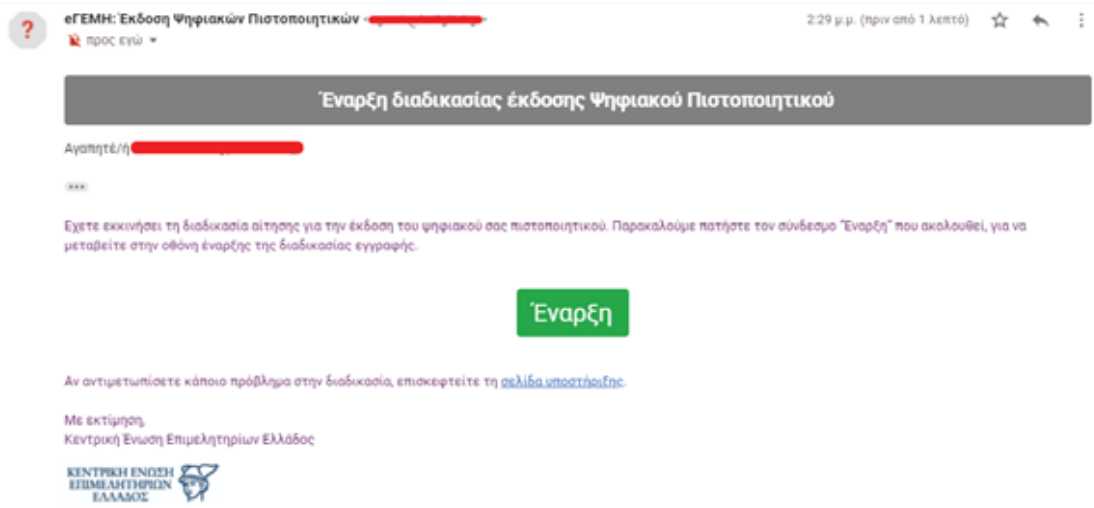 eΓΕΜΗ: Έκδοση Ψηφιακών Πιστοποιητικών
2:29 μ.μ. (πριν από 1 λεπτό)
προς εγώ
Έναρξη διαδικασίας έκδοσης Ψηφιακού Πιστοποιητικού
Αγαπητέ/ή
Εχετε εκκινήσει τη διαδικασία αίτησης για την έκδοση του ψηφιακού σας πιστοποιητικού. Παρακαλούμε πατήστε τον σύνδεσμο "Έναρξη" που ακολουθεί, για να
μεταβείτε στην οθόνη έναρξης της διαδικασίας εγγραφής.
Έναρξη
Αν αντιμετωπίσετε κάποιο πρόβλημα στην διαδικασία, επισκεφτείτε τη σελίδα υποστήριξης.
Με εκτίμηση,
Κεντρική Ένωση Επιμελητηρίων Ελλάδος
ΚΕΝΤΡΙΚΗ ΕΝΩΣΗ
ΕΠΙΜΕΛΗΤΗΡΙΩΝ
ΕΛΛΑΔΟΣ